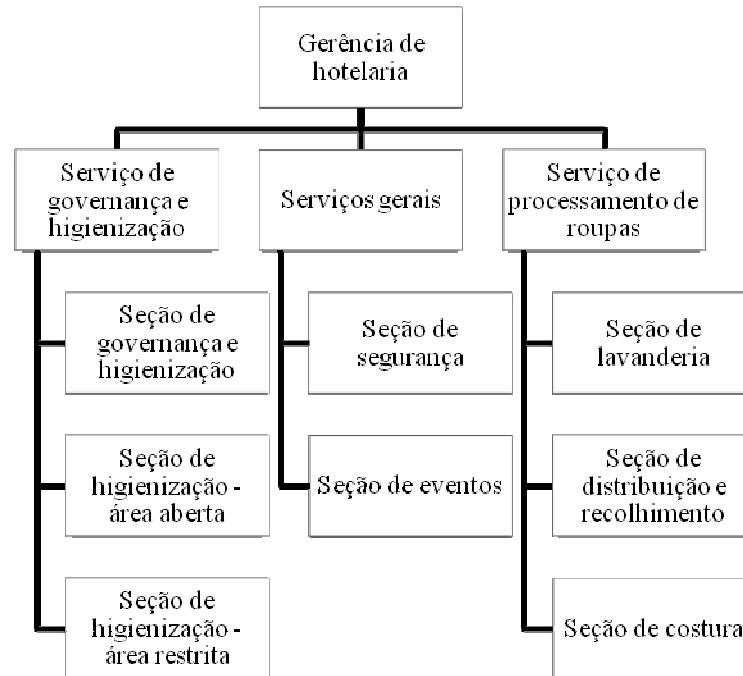 Gerência de
hotelaria
Serviço de
governança e
higienização
Serviços gerais
Serviço de
processamento de
roupas
Seção de
governança e
higienização
Seção de
segurança
Seção de
lavanderia
Seção de
higienização -
área aberta
Seção de eventos
Seção de
distribuição e
recolhimento
Seção de
higienização -
área restrita
Seção de costura